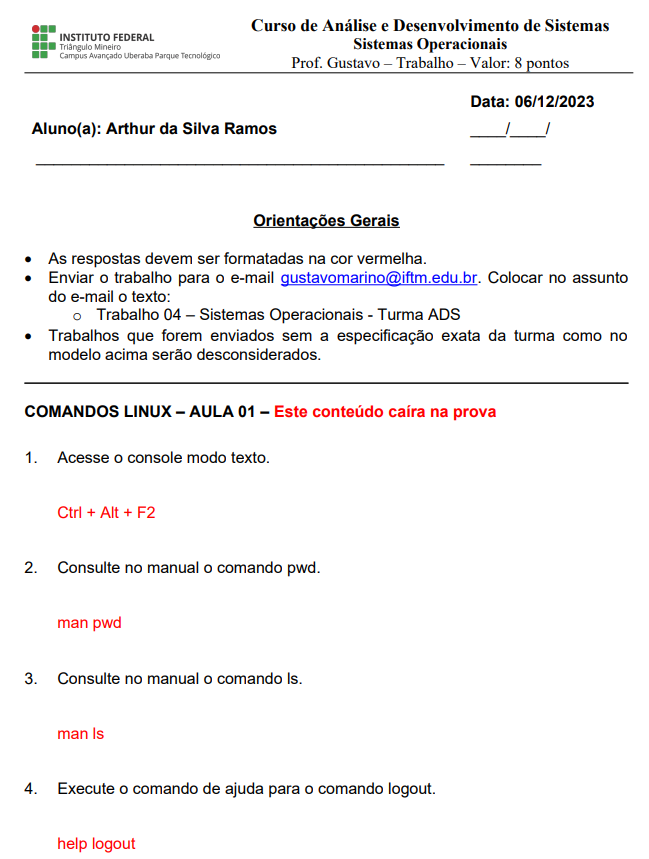 INSTITUTO FEDERAL
Triângulo Mineiro
Campus Avançado Uberaba Parque Tecnológico
Curso de Análise e Desenvolvimento de Sistemas
Sistemas Operacionais
Prof. Gustavo – Trabalho – Valor: 8 pontos
Data: 06/12/2023
Aluno(a): Arthur da Silva Ramos ____/____/
______________________________________________ ________
Orientações Gerais
• As respostas devem ser formatadas na cor vermelha.
• Enviar o trabalho para o e-mail gustavomarino@iftm.edu.br. Colocar no assunto
do e-mail o texto:
o Trabalho 04 – Sistemas Operacionais - Turma ADS
• Trabalhos que forem enviados sem a especificação exata da turma como no
modelo acima serão desconsiderados.
COMANDOS LINUX – AULA 01 – Este conteúdo caíra na prova
1. Acesse o console modo texto.
Ctrl + Alt + F2
2. Consulte no manual o comando pwd.
man pwd
3. Consulte no manual o comando ls.
man ls
4. Execute o comando de ajuda para o comando logout.
help logout